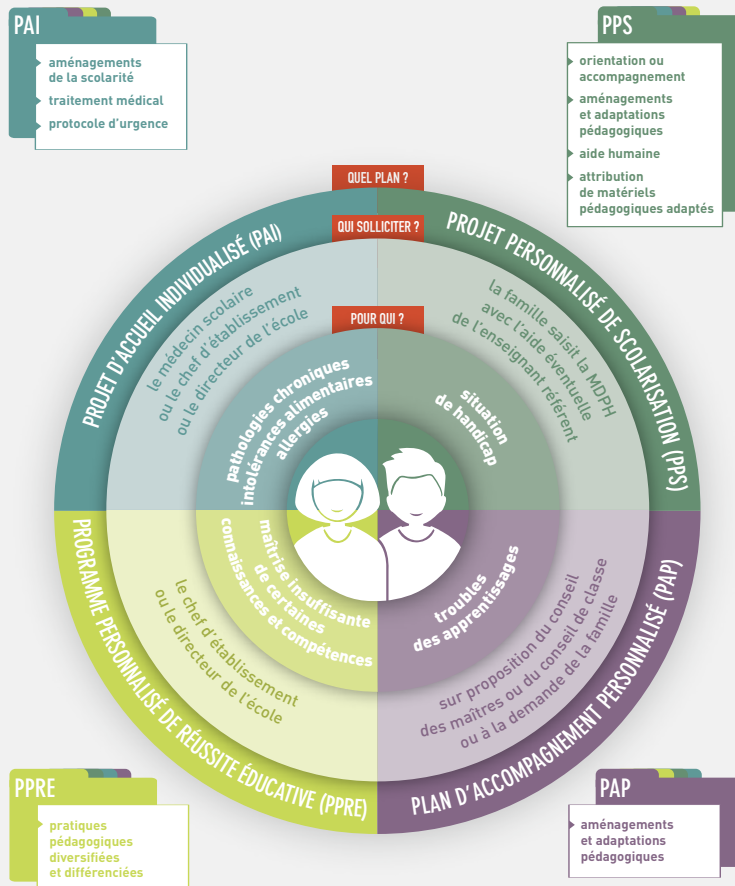 PAI
aménagements
de la scolarité
traitement médical
protocole d'urgence
PPS
orientation ou
accompagnement
aménagements
et adaptations
pédagogiques
aide humaine
attribution
de matériels
pédagogiques adaptés
QUEL PLAN ?
QUI SOLLICITER ?
POUR QUI ?
PROJET D'ACCUEIL INDIVIDUALISÉ (PAI)
le médecin scolaire
ou le chef d'établissement
ou le directeur de l'école
pathologies chroniques
intolérances alimentaires
allergies
PROJET PERSONNALISÉ DE SCOLARISATION (PPS)
la famille saisit la MDPH
avec l'aide éventuelle
de l'enseignant référent
situation
de handicap
PROGRAMME PERSONNALISÉ DE RÉUSSITE ÉDUCATIVE (PPRE)
le chef d'établissement
ou le directeur de l'école
maîtrise insuffisante
de certaines
connaissances et compétences
PLAN D'ACCOMPAGNEMENT PERSONNALISÉ (PAP)
sur proposition du conseil
des maîtres ou du conseil de classe
ou à la demande de la famille
troubles
des apprentissages
PPRE
pratiques
pédagogiques
diversifiées
et différenciées
PAP
aménagements
et adaptations
pédagogiques